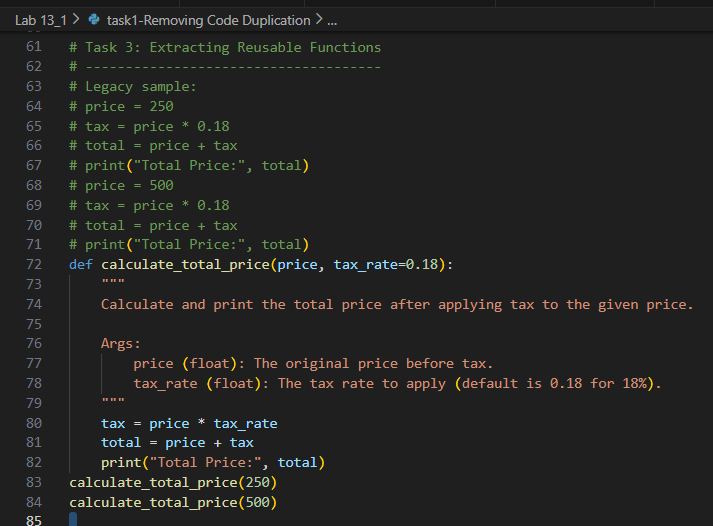 Lab 13_1 > task1-Removing Code Duplication > ...
61 # Task 3: Extracting Reusable Functions
62 # -------------------------------------
63 # Legacy sample:
64 # price = 250
65 # tax = price * 0.18
66 # total = price + tax
67 # print("Total Price:", total)
68 # price = 500
69 # tax = price * 0.18
70 # total = price + tax
71 # print("Total Price:", total)
72 def calculate_total_price(price, tax_rate=0.18):
73     """
74     Calculate and print the total price after applying tax to the given price.
75
76     Args:
77         price (float): The original price before tax.
78         tax_rate (float): The tax rate to apply (default is 0.18 for 18%).
79     """
80     tax = price * tax_rate
81     total = price + tax
82     print("Total Price:", total)
83 calculate_total_price(250)
84 calculate_total_price(500)
85